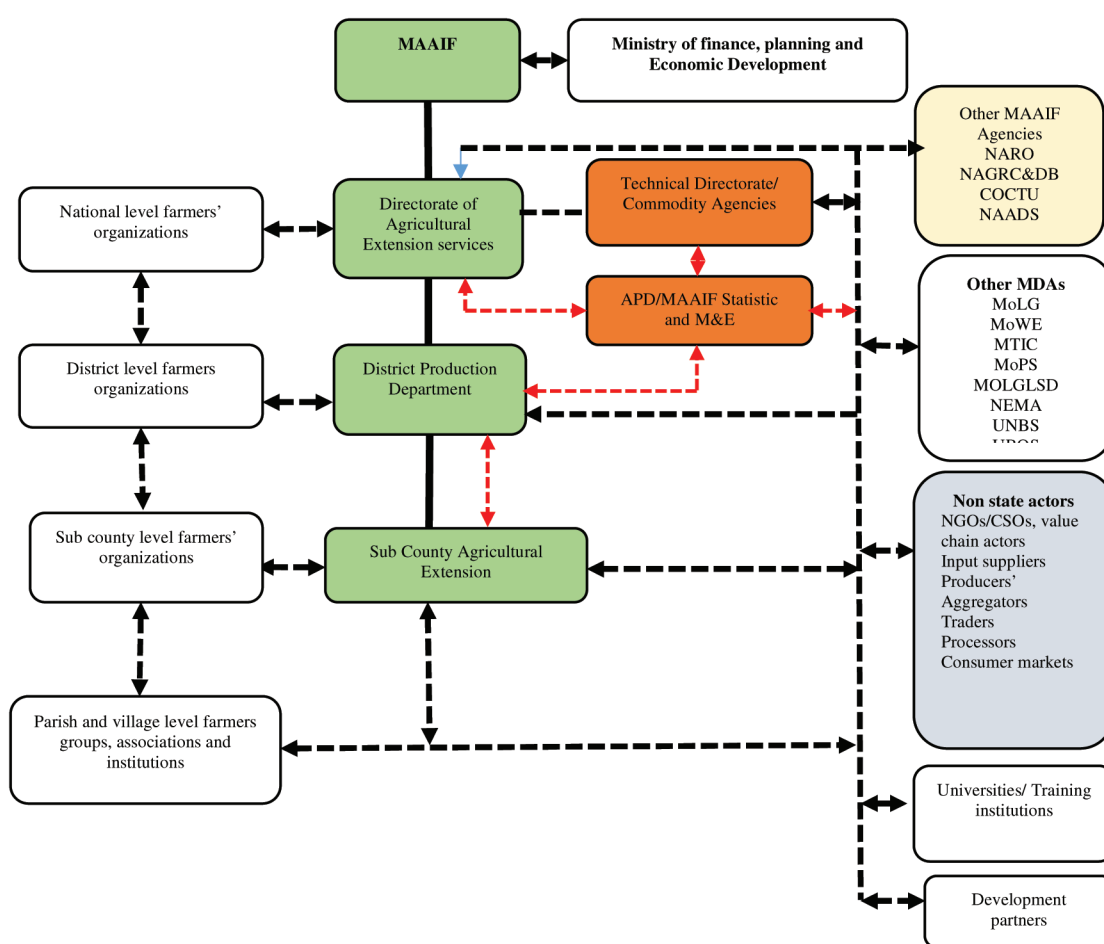 MAAIF
Ministry of finance, planning and
Economic Development
Other MAAIF
Agencies
NARO
NAGRC&DB
COCTU
NAADS
National level farmers’
organizations
Directorate of
Agricultural
Extension services
Technical Directorate/
Commodity Agencies
APD/MAAIF Statistic
and M&E
Other MDAs
MoLG
MoWE
MTIC
MoPS
MOLGLSD
NEMA
UNBS
District level farmers
organizations
District Production
Department
Non state actors
NGOs/CSOs, value
chain actors
Input suppliers
Producers’
Aggregators
Traders
Processors
Consumer markets
Sub county level farmers’
organizations
Sub County Agricultural
Extension
Parish and village level farmers
groups, associations and
institutions
Universities/ Training
institutions
Development
partners